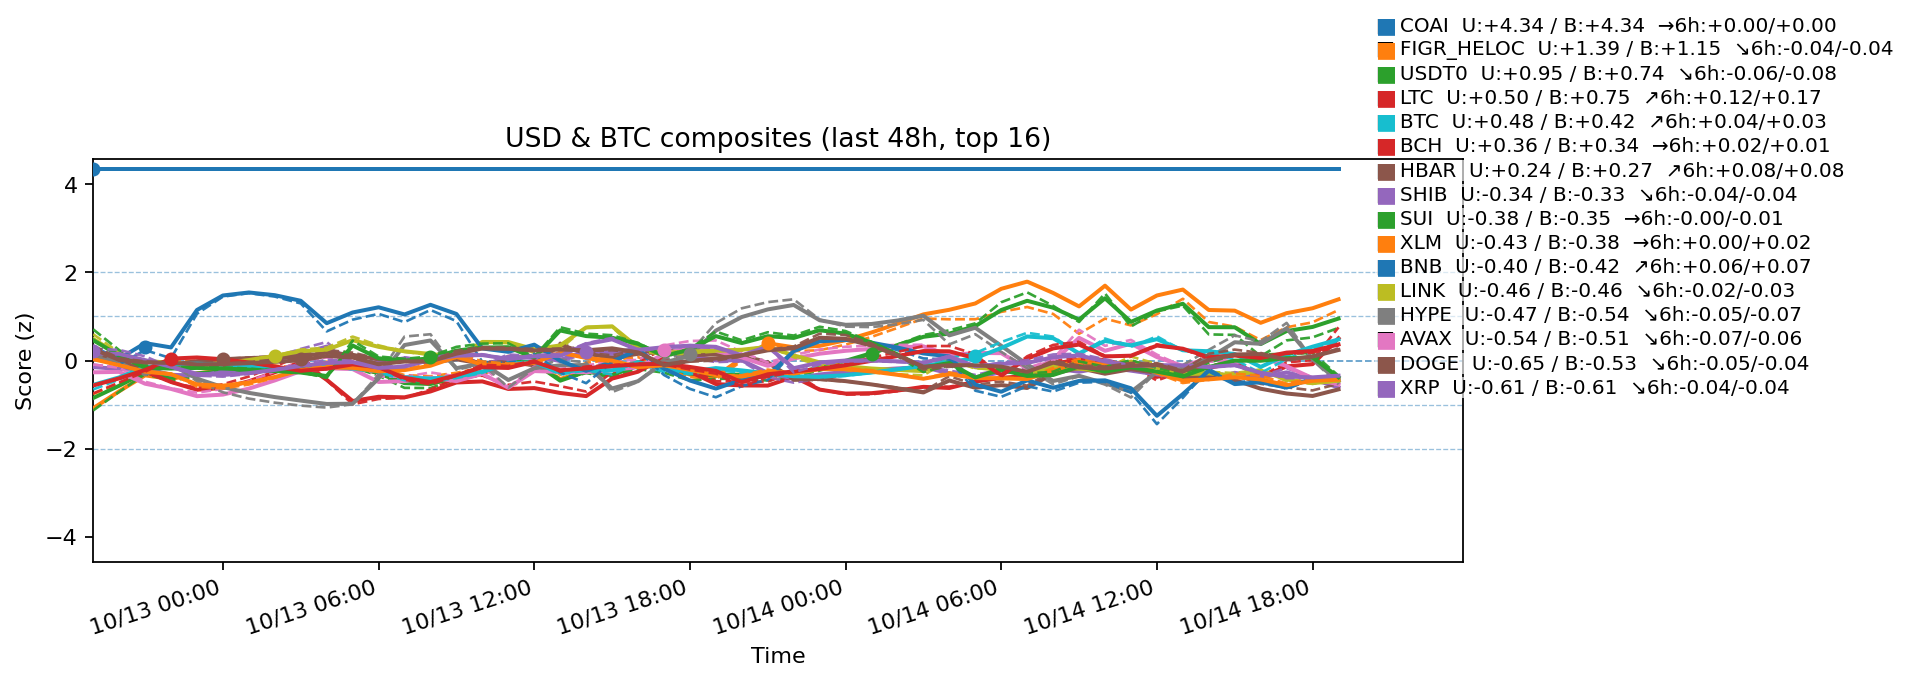 COAI U:+4.34 / B:+4.34 →6h:+0.00/+0.00
FIGR_HELOC U:+1.39 / B:+1.15 ↘6h:-0.04/-0.04
USDT0 U:+0.95 / B:+0.74 ↘6h:-0.06/-0.08
LTC U:+0.50 / B:+0.75 ↗6h:+0.12/+0.17
BTC U:+0.48 / B:+0.42 ↗6h:+0.04/+0.03
BCH U:+0.36 / B:+0.34 →6h:+0.02/+0.01
HBAR U:+0.24 / B:+0.27 ↗6h:+0.08/+0.08
SHIB U:-0.34 / B:-0.33 ↘6h:-0.04/-0.04
SUI U:-0.38 / B:-0.35 →6h:-0.00/-0.01
XLM U:-0.43 / B:-0.38 →6h:+0.00/+0.02
BNB U:-0.40 / B:-0.42 ↗6h:+0.06/+0.07
LINK U:-0.46 / B:-0.46 ↘6h:-0.02/-0.03
HYPE U:-0.47 / B:-0.54 ↘6h:-0.05/-0.07
AVAX U:-0.54 / B:-0.51 ↘6h:-0.07/-0.06
DOGE U:-0.65 / B:-0.53 ↘6h:-0.05/-0.04
XRP U:-0.61 / B:-0.61 ↘6h:-0.04/-0.04
USD & BTC composites (last 48h, top 16)
Score (z)
4
2
0
−2
−4
10/13 00:00
10/13 06:00
10/13 12:00
10/13 18:00
10/14 00:00
10/14 06:00
10/14 12:00
10/14 18:00
Time